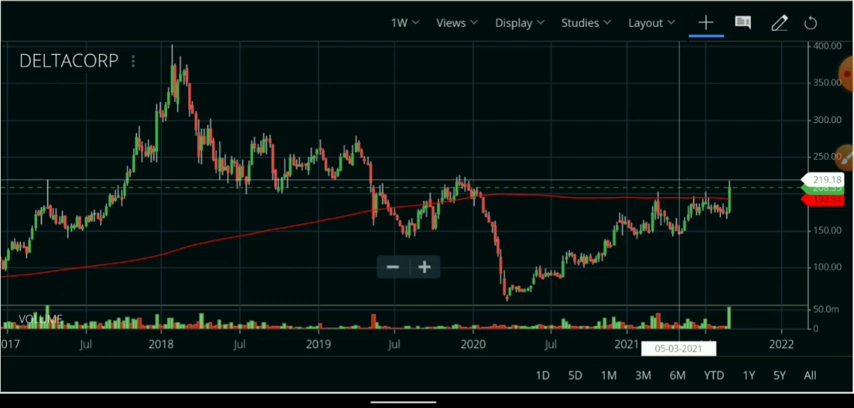 1W Views Display Studies Layout
DELTACORP
400.00
350.00
300.00
250.00
219.18
150.00
100.00
50.0m
0
VOLUME
2017 Jul 2018 Jul 2019 Jul 2020 Jul 2021 2022
05-03-2021
1D 5D 1M 3M 6M YTD 1Y 5Y All